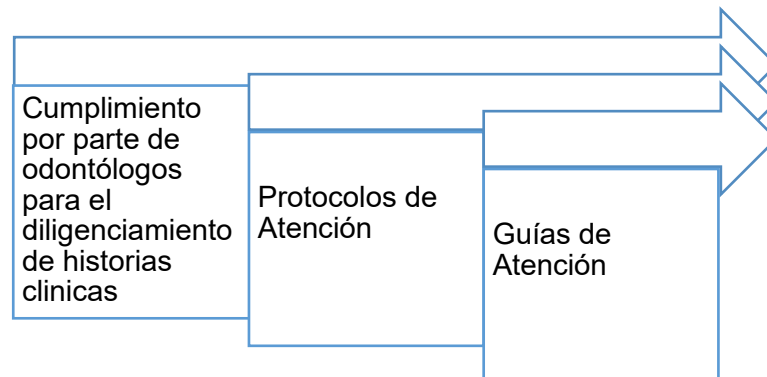 Cumplimiento
por parte de
odontólogos
para el
diligenciamiento
de historias
clinicas
Protocolos de
Atención
Guías de
Atención